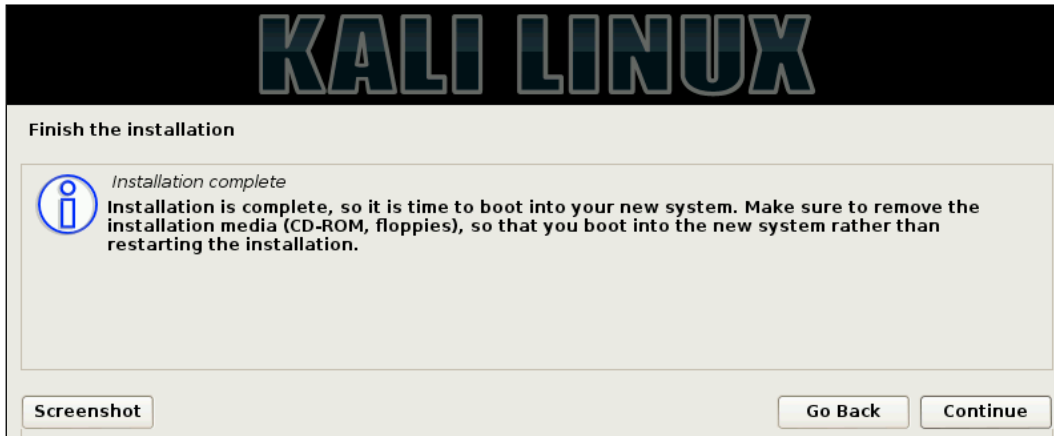 KALI LINUX
Finish the installation
Installation complete
Installation is complete, so it is time to boot into your new system. Make sure to remove the
installation media (CD-ROM, floppies), so that you boot into the new system rather than
restarting the installation.
Screenshot
Go Back
Continue